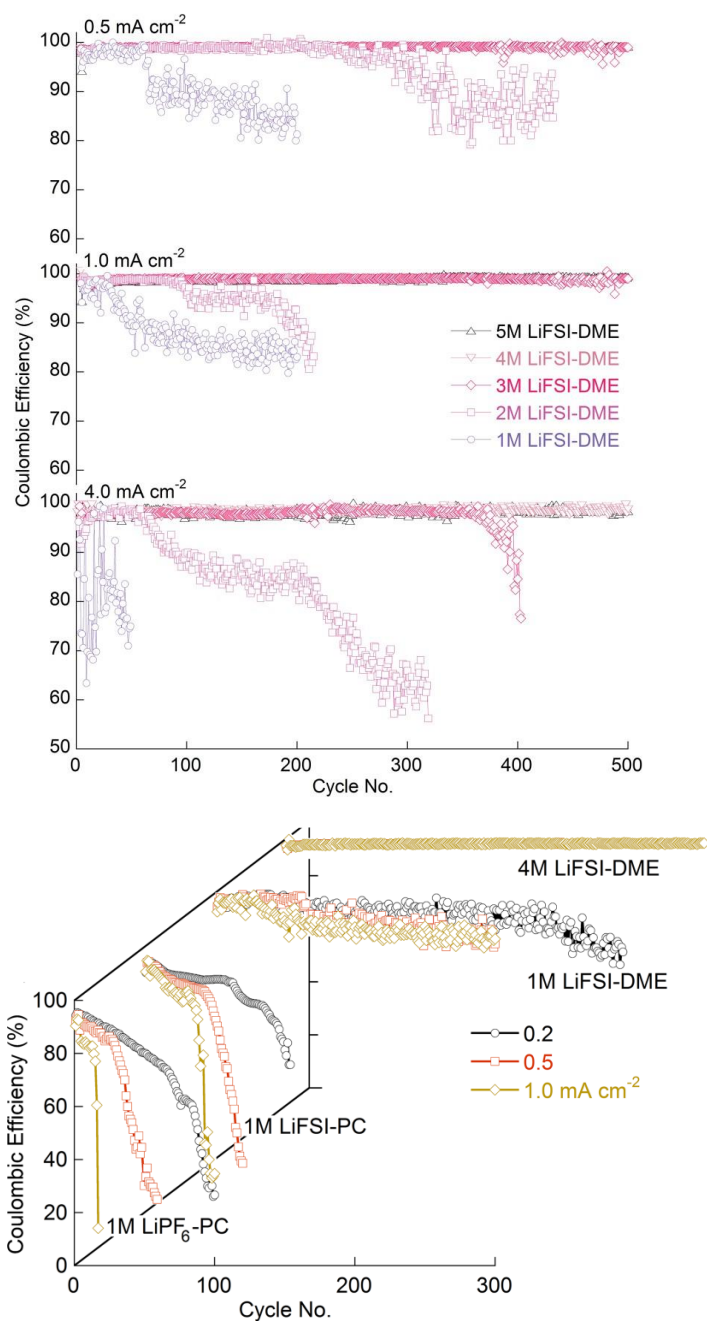 0.5 mA cm⁻²
100
90
80
70
60
1.0 mA cm⁻²
100
90
80
70
60
Coulombic Efficiency (%)
5M LiFSI-DME
4M LiFSI-DME
3M LiFSI-DME
2M LiFSI-DME
1M LiFSI-DME
4.0 mA cm⁻²
100
90
80
70
60
50
0 100 200 300 400 500
Cycle No.
4M LiFSI-DME
1M LiFSI-DME
0.2
0.5
1.0 mA cm⁻²
100
80
60
40
20
0
Coulombic Efficiency (%)
1M LiFSI-PC
1M LiPF₆-PC
0 100 200 300
Cycle No.